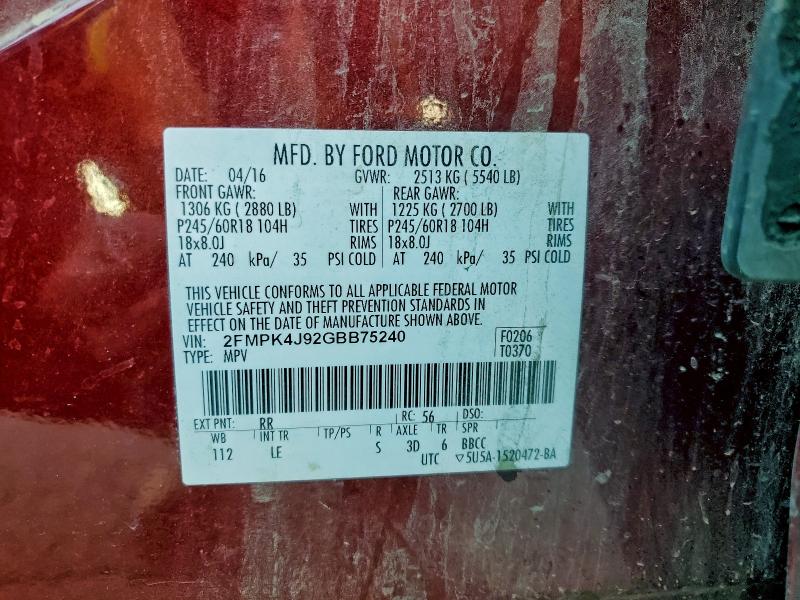 MFD. BY FORD MOTOR CO.
DATE: 04/16 GVWR: 2513 KG ( 5540 LB)
FRONT GAWR: REAR GAWR:
1306 KG ( 2880 LB) WITH 1225 KG ( 2700 LB) WITH
P245/60R18 104H TIRES P245/60R18 104H TIRES
18x8.0J RIMS 18x8.0J RIMS
AT 240 kPa/ 35 PSI COLD AT 240 kPa/ 35 PSI COLD
THIS VEHICLE CONFORMS TO ALL APPLICABLE FEDERAL MOTOR
VEHICLE SAFETY AND THEFT PREVENTION STANDARDS IN
EFFECT ON THE DATE OF MANUFACTURE SHOWN ABOVE.
VIN: 2FMPK4J92GBB75240 F0206
TYPE: MPV T0370
EXT PNT: RR RC: 56 DSO:
WB INT TR TP/PS R AXLE TR SPR
112 LE S 3D 6 BBCC
UTC ▽5U5A-1520472-BA